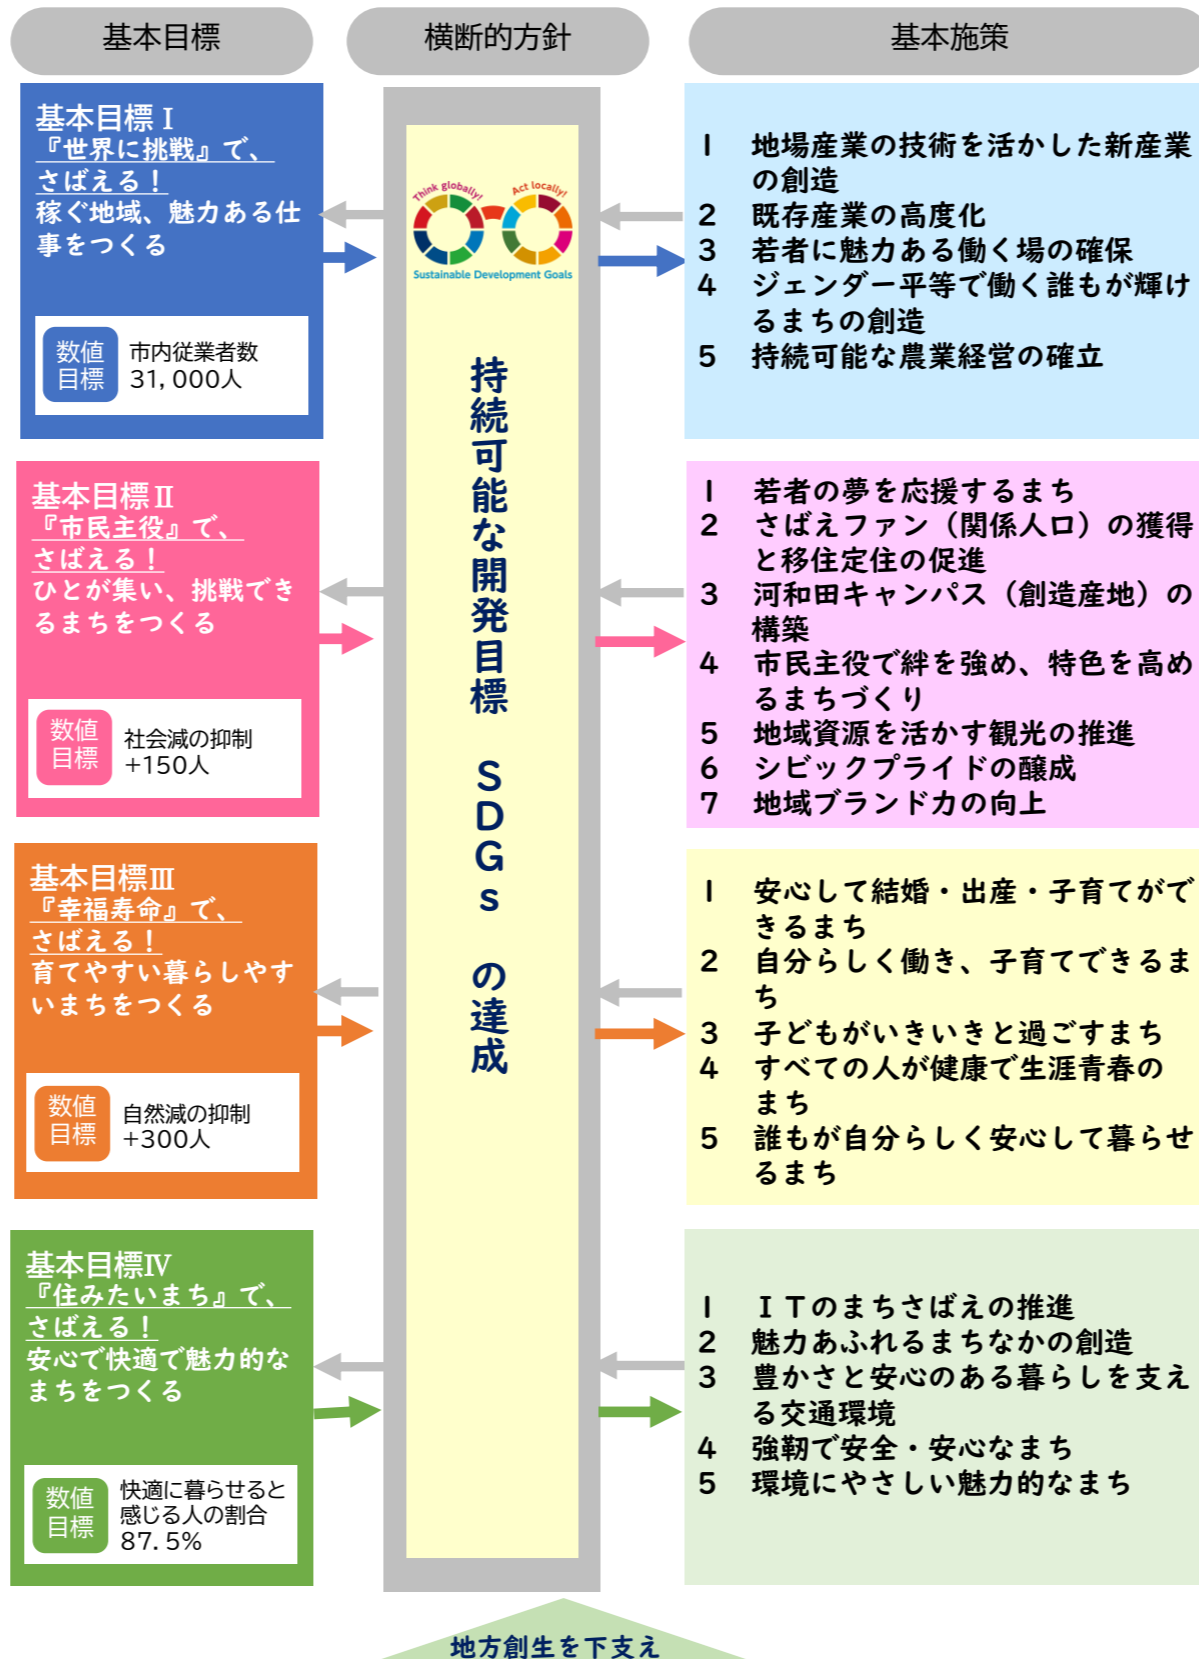 基本目標
横断的方針
基本施策
基本目標Ⅰ
『世界に挑戦』で、
さばえる！
稼ぐ地域、魅力ある仕
事をつくる
数値
目標
市内従業者数
31,000人
基本目標Ⅱ
『市民主役』で、
さばえる！
ひとが集い、挑戦でき
るまちをつくる
数値
目標
社会減の抑制
+150人
基本目標Ⅲ
『幸福寿命』で、
さばえる！
育てやすい暮らしやす
いまちをつくる
数値
目標
自然減の抑制
+300人
基本目標Ⅳ
『住みたいまち』で、
さばえる！
安心で快適で魅力的な
まちをつくる
数値
目標
快適に暮らせると
感じる人の割合
87.5%
Think globally!
Act locally!
Sustainable Development Goals
持続可能な開発目標 SDGs の達成
1 地場産業の技術を活かした新産業
の創造
2 既存産業の高度化
3 若者に魅力ある働く場の確保
4 ジェンダー平等で働く誰もが輝け
るまちの創造
5 持続可能な農業経営の確立
1 若者の夢を応援するまち
2 さばえファン（関係人口）の獲得
と移住定住の促進
3 河和田キャンパス（創造産地）の
構築
4 市民主役で絆を強め、特色を高め
るまちづくり
5 地域資源を活かす観光の推進
6 シビックプライドの醸成
7 地域ブランド力の向上
1 安心して結婚・出産・子育てがで
きるまち
2 自分らしく働き、子育てできるま
ち
3 子どもがいきいきと過ごすまち
4 すべての人が健康で生涯青春の
まち
5 誰もが自分らしく安心して暮らせ
るまち
1 ＩＴのまちさばえの推進
2 魅力あふれるまちなかの創造
3 豊かさと安心のある暮らしを支え
る交通環境
4 強靭で安全・安心なまち
5 環境にやさしい魅力的なまち
地方創生を下支え